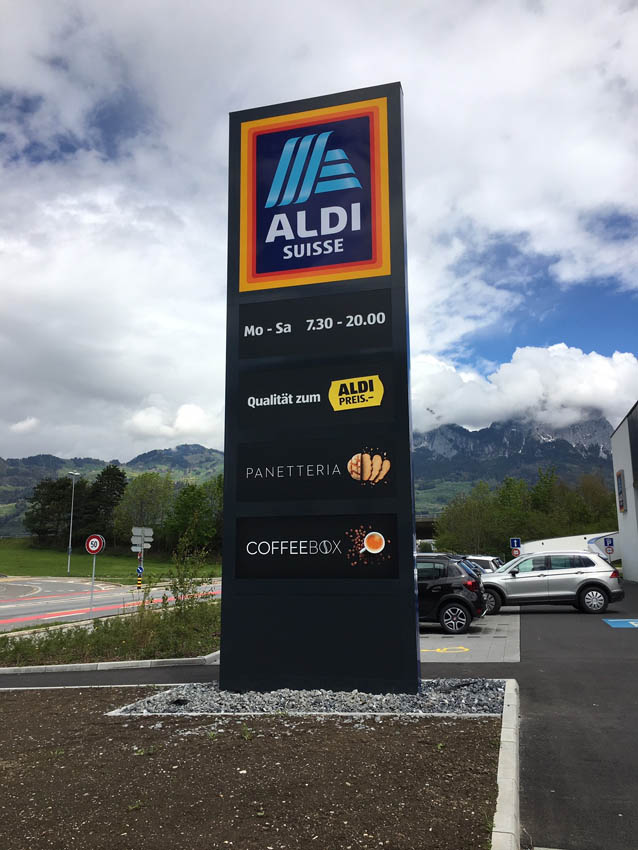 ALDI
SUISSE
Mo - Sa 7.30 - 20.00
Qualität zum ALDI
PREIS.–
PANETTERIA
COFFEEBOX
50